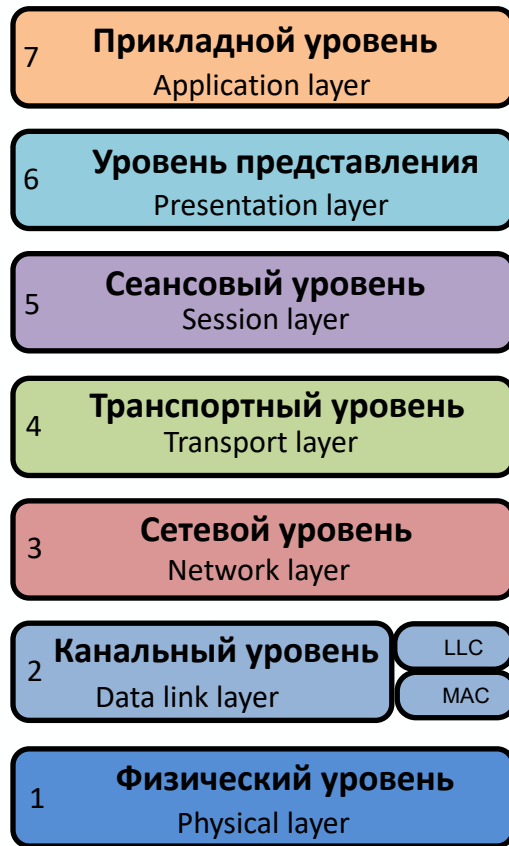 7
Прикладной уровень
Application layer
6
Уровень представления
Presentation layer
5
Сеансовый уровень
Session layer
4
Транспортный уровень
Transport layer
3
Сетевой уровень
Network layer
2
Канальный уровень
Data link layer
LLC
MAC
1
Физический уровень
Physical layer